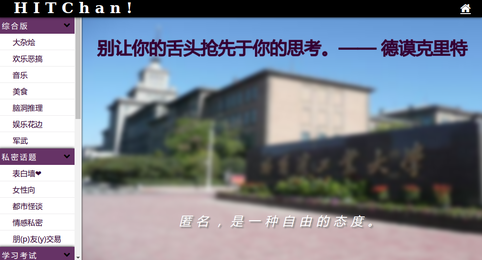 HITChan!
综合版
大杂烩
欢乐恶搞
音乐
美食
脑洞推理
娱乐花边
军武
私密话题
表白墙❤
女性向
都市怪谈
情感私密
朋(p)友(y)交易
学习考试
别让你的舌头抢先于你的思考。—— 德谟克里特
匿名，是一种自由的态度。